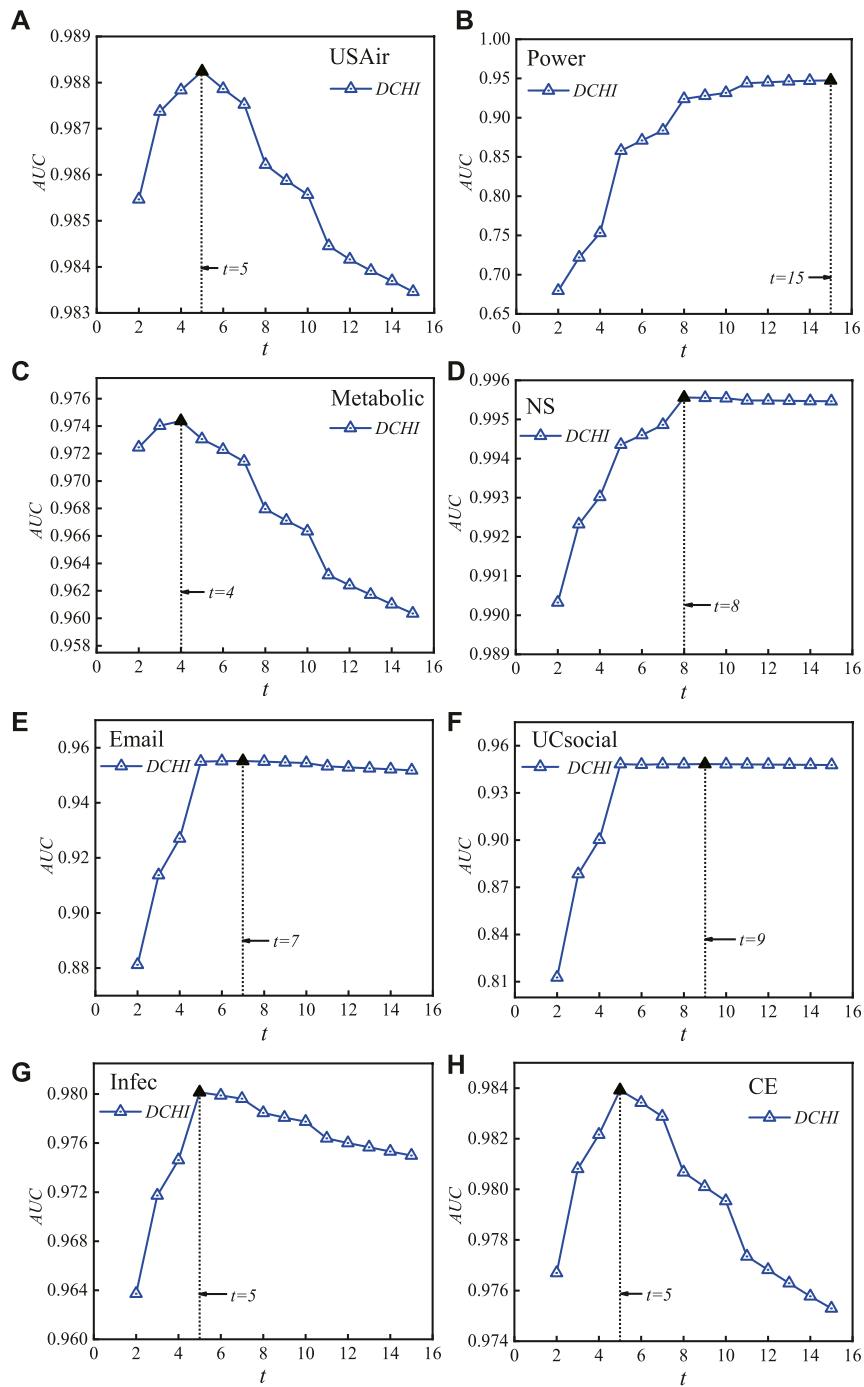 A
USAir
DCHI
0.989
0.988
0.987
0.986
0.985
0.984
0.983
AUC
t=5
0 2 4 6 8 10 12 14 16
t
B
Power
DCHI
1.00
0.95
0.90
0.85
0.80
0.75
0.70
0.65
AUC
t=15
0 2 4 6 8 10 12 14 16
t
C
Metabolic
DCHI
0.976
0.974
0.972
0.970
0.968
0.966
0.964
0.962
0.960
0.958
AUC
t=4
0 2 4 6 8 10 12 14 16
t
D
NS
DCHI
0.996
0.995
0.994
0.993
0.992
0.991
0.990
0.989
AUC
t=8
0 2 4 6 8 10 12 14 16
t
E
Email
DCHI
0.96
0.94
0.92
0.90
0.88
AUC
t=7
0 2 4 6 8 10 12 14 16
t
F
UCsocial
DCHI
0.96
0.93
0.90
0.87
0.84
0.81
AUC
t=9
0 2 4 6 8 10 12 14 16
t
G
Infec
DCHI
0.980
0.976
0.972
0.968
0.964
0.960
AUC
t=5
0 2 4 6 8 10 12 14 16
t
H
CE
DCHI
0.984
0.982
0.980
0.978
0.976
0.974
AUC
t=5
0 2 4 6 8 10 12 14 16
t